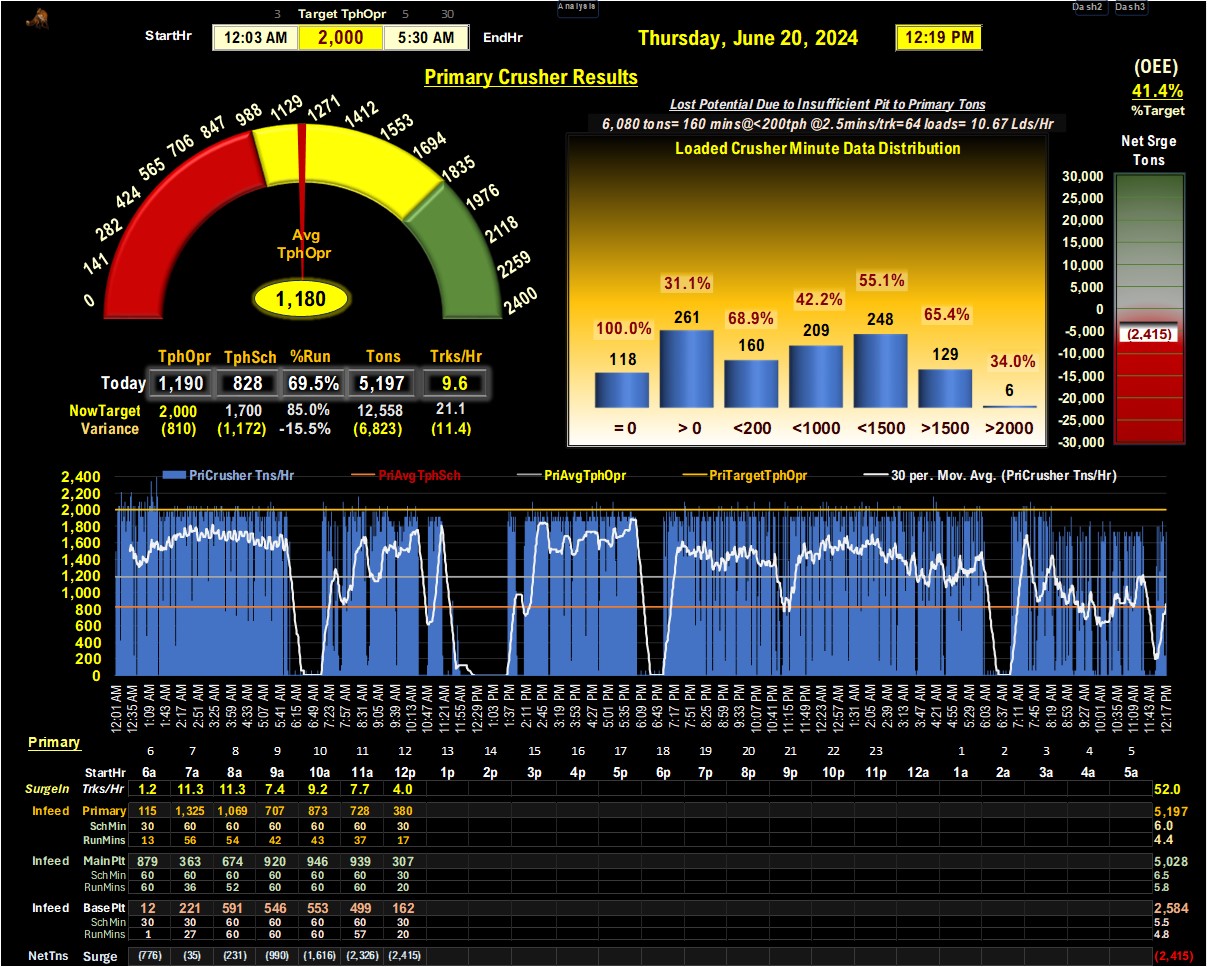 3 Target TphOpr 5 30 Analysis Dash2 Dash3
StartHr 12:03 AM 2,000 5:30 AM EndHr Thursday, June 20, 2024 12:19 PM
Primary Crusher Results
(OEE)
41.4%
%Target
Lost Potential Due to Insufficient Pit to Primary Tons
6,080 tons= 160 mins@<200tph @2.5mins/trk=64 loads= 10.67 Lds/Hr
0 141 282 424 565 706 847 988 1129 1271 1412 1553 1694 1835 1976 2118 2259 2400
Avg
TphOpr
1,180
Loaded Crusher Minute Data Distribution
100.0% 31.1% 68.9% 42.2% 55.1% 65.4% 34.0%
118 261 160 209 248 129 6
= 0 > 0 <200 <1000 <1500 >1500 >2000
Net Srge
Tons
30,000
25,000
20,000
15,000
10,000
5,000
0
-5,000
-10,000
-15,000
-20,000
-25,000
-30,000
(2,415)
TphOpr TphSch %Run Tons Trks/Hr
Today 1,190 828 69.5% 5,197 9.6
NowTarget 2,000 1,700 85.0% 12,558 21.1
Variance (810) (1,172) -15.5% (6,823) (11.4)
PriCrusher Tns/Hr PriAvgTphSch PriAvgTphOpr PriTargetTphOpr 30 per. Mov. Avg. (PriCrusher Tns/Hr)
2,400
2,200
2,000
1,800
1,600
1,400
1,200
1,000
800
600
400
200
0
12:01 AM 12:35 AM 1:09 AM 1:43 AM 2:17 AM 2:51 AM 3:25 AM 3:59 AM 4:33 AM 5:07 AM 5:41 AM 6:15 AM 6:49 AM 7:23 AM 7:57 AM 8:31 AM 9:05 AM 9:39 AM 10:13 AM 10:47 AM 11:21 AM 11:55 AM 12:29 PM 1:03 PM 1:37 PM 2:11 PM 2:45 PM 3:19 PM 3:53 PM 4:27 PM 5:01 PM 5:35 PM 6:09 PM 6:43 PM 7:17 PM 7:51 PM 8:25 PM 8:59 PM 9:33 PM 10:07 PM 10:41 PM 11:15 PM 11:49 PM 12:23 AM 12:57 AM 1:31 AM 2:05 AM 2:39 AM 3:13 AM 3:47 AM 4:21 AM 4:55 AM 5:29 AM 6:03 AM 6:37 AM 7:11 AM 7:45 AM 8:19 AM 8:53 AM 9:27 AM 10:01 AM 10:35 AM 11:09 AM 11:43 AM 12:17 PM
Primary
6 7 8 9 10 11 12 13 14 15 16 17 18 19 20 21 22 23 1 2 3 4 5
StartHr 6a 7a 8a 9a 10a 11a 12p 1p 2p 3p 4p 5p 6p 7p 8p 9p 10p 11p 12a 1a 2a 3a 4a 5a
SurgeIn Trks/Hr 1.2 11.3 11.3 7.4 9.2 7.7 4.0 52.0
Infeed Primary 115 1,325 1,069 707 873 728 380 5,197
SchMin 30 60 60 60 60 60 30 6.0
RunMins 13 56 54 42 43 37 17 4.4
Infeed MainPlt 879 363 674 920 946 939 307 5,028
SchMin 60 60 60 60 60 60 30 6.5
RunMins 60 36 52 60 60 60 20 5.8
Infeed BasePlt 12 221 591 546 553 499 162 2,584
SchMin 30 30 60 60 60 60 30 5.5
RunMins 1 27 60 60 60 57 20 4.8
NetTns Surge (776) (35) (231) (990) (1,616) (2,326) (2,415) (2,415)